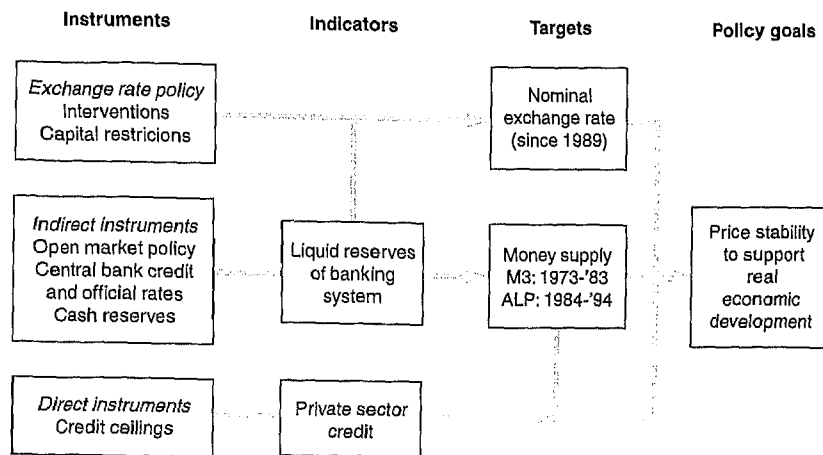 Instruments
Indicators
Targets
Policy goals
Exchange rate policy
Interventions
Capital restricions
Nominal
exchange rate
(since 1989)
Indirect instruments
Open market policy
Central bank credit
and official rates
Cash reserves
Liquid reserves
of banking
system
Money supply
M3: 1973-'83
ALP: 1984-'94
Price stability
to support
real
economic
development
Direct instruments
Credit ceilings
Private sector
credit